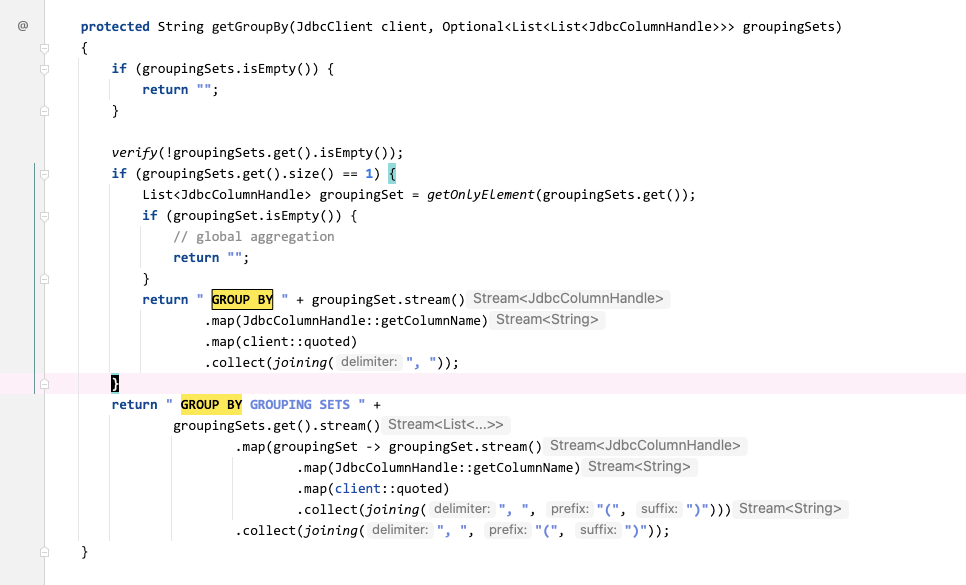 @ protected String getGroupBy(JdbcClient client, Optional<List<List<JdbcColumnHandle>>> groupingSets)
{
if (groupingSets.isEmpty()) {
return "";
}
verify(!groupingSets.get().isEmpty());
if (groupingSets.get().size() == 1) {
List<JdbcColumnHandle> groupingSet = getOnlyElement(groupingSets.get());
if (groupingSet.isEmpty()) {
// global aggregation
return "";
}
return " GROUP BY " + groupingSet.stream() Stream<JdbcColumnHandle>
.map(JdbcColumnHandle::getColumnName) Stream<String>
.map(client::quoted)
.collect(joining( delimiter: ", "));
}
return " GROUP BY GROUPING SETS " +
groupingSets.get().stream() Stream<List<...>>
.map(groupingSet -> groupingSet.stream() Stream<JdbcColumnHandle>
.map(JdbcColumnHandle::getColumnName) Stream<String>
.map(client::quoted)
.collect(joining( delimiter: ", ", prefix: "(", suffix: ")"))) Stream<String>
.collect(joining( delimiter: ", ", prefix: "(", suffix: ")"));
}